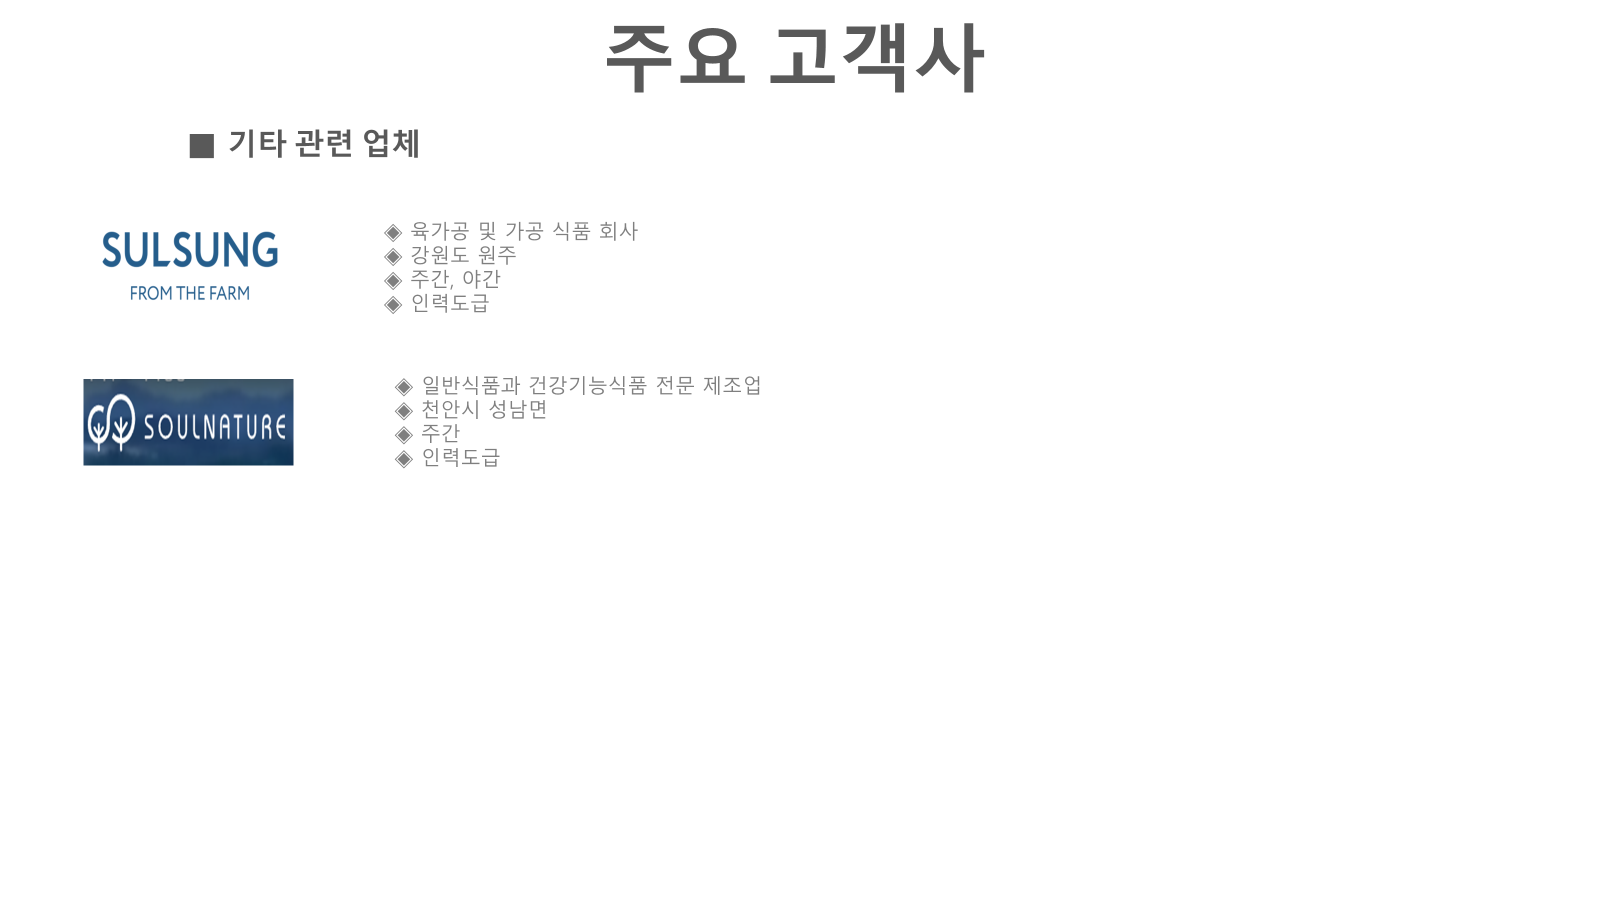 주요 고객사
■ 기타 관련 업체
SULSUNG
FROM THE FARM
◈ 육가공 및 가공 식품 회사
◈ 강원도 원주
◈ 주간, 야간
◈ 인력도급
SOULNATURE
◈ 일반식품과 건강기능식품 전문 제조업
◈ 천안시 성남면
◈ 주간
◈ 인력도급